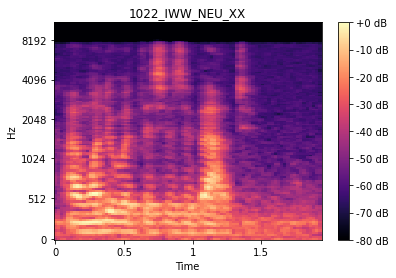 1022_IWW_NEU_XX
+0 dB
8192
-10 dB
-20 dB
4096
-30 dB
Hz
2048
-40 dB
1024
-50 dB
512
-60 dB
-70 dB
0
-80 dB
0 0.5 1 1.5
Time